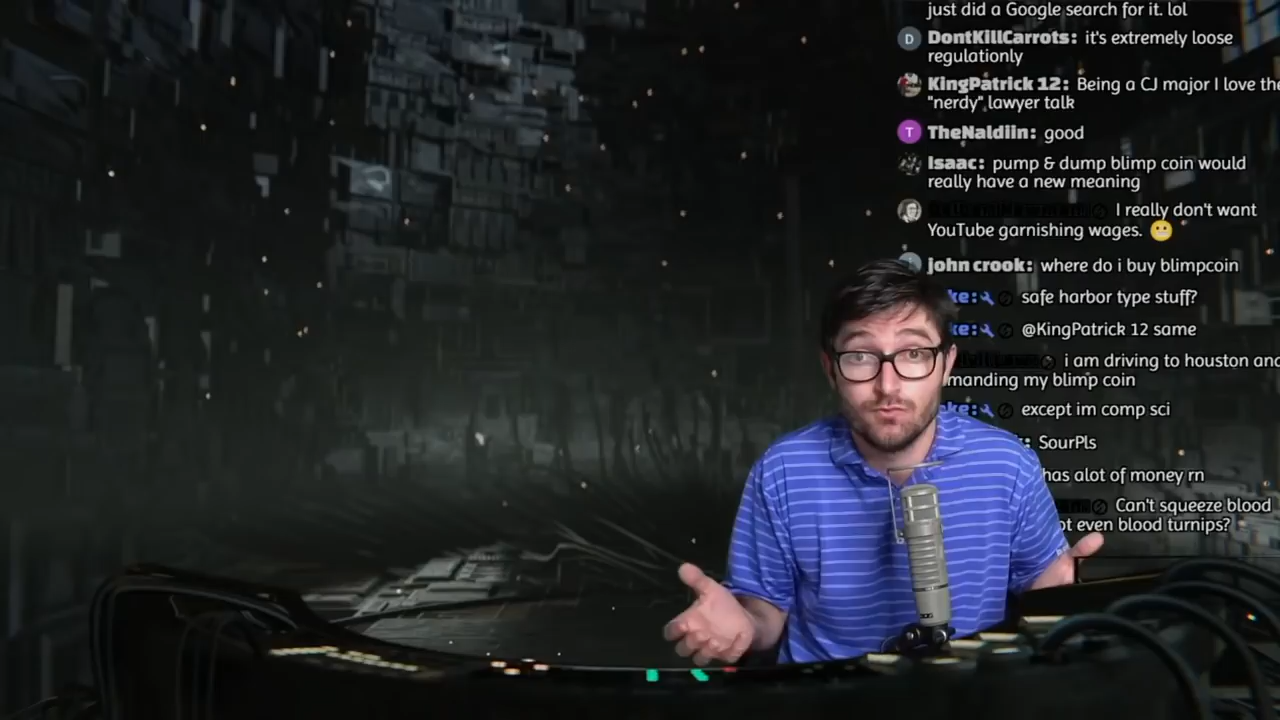 just did a Google search for it. lol
D DontKillCarrots: it's extremely loose
regulationly
KingPatrick 12: Being a CJ major I love the
"nerdy" lawyer talk
T TheNaldiin: good
Isaac: pump & dump blimp coin would
really have a new meaning
I really don't want
YouTube garnishing wages. 😬
john crook: where do i buy blimpcoin
ke: safe harbor type stuff?
ke: @KingPatrick 12 same
i am driving to houston and
manding my blimp coin
ke: except im comp sci
: SourPls
has alot of money rn
Can't squeeze blood
ot even blood turnips?